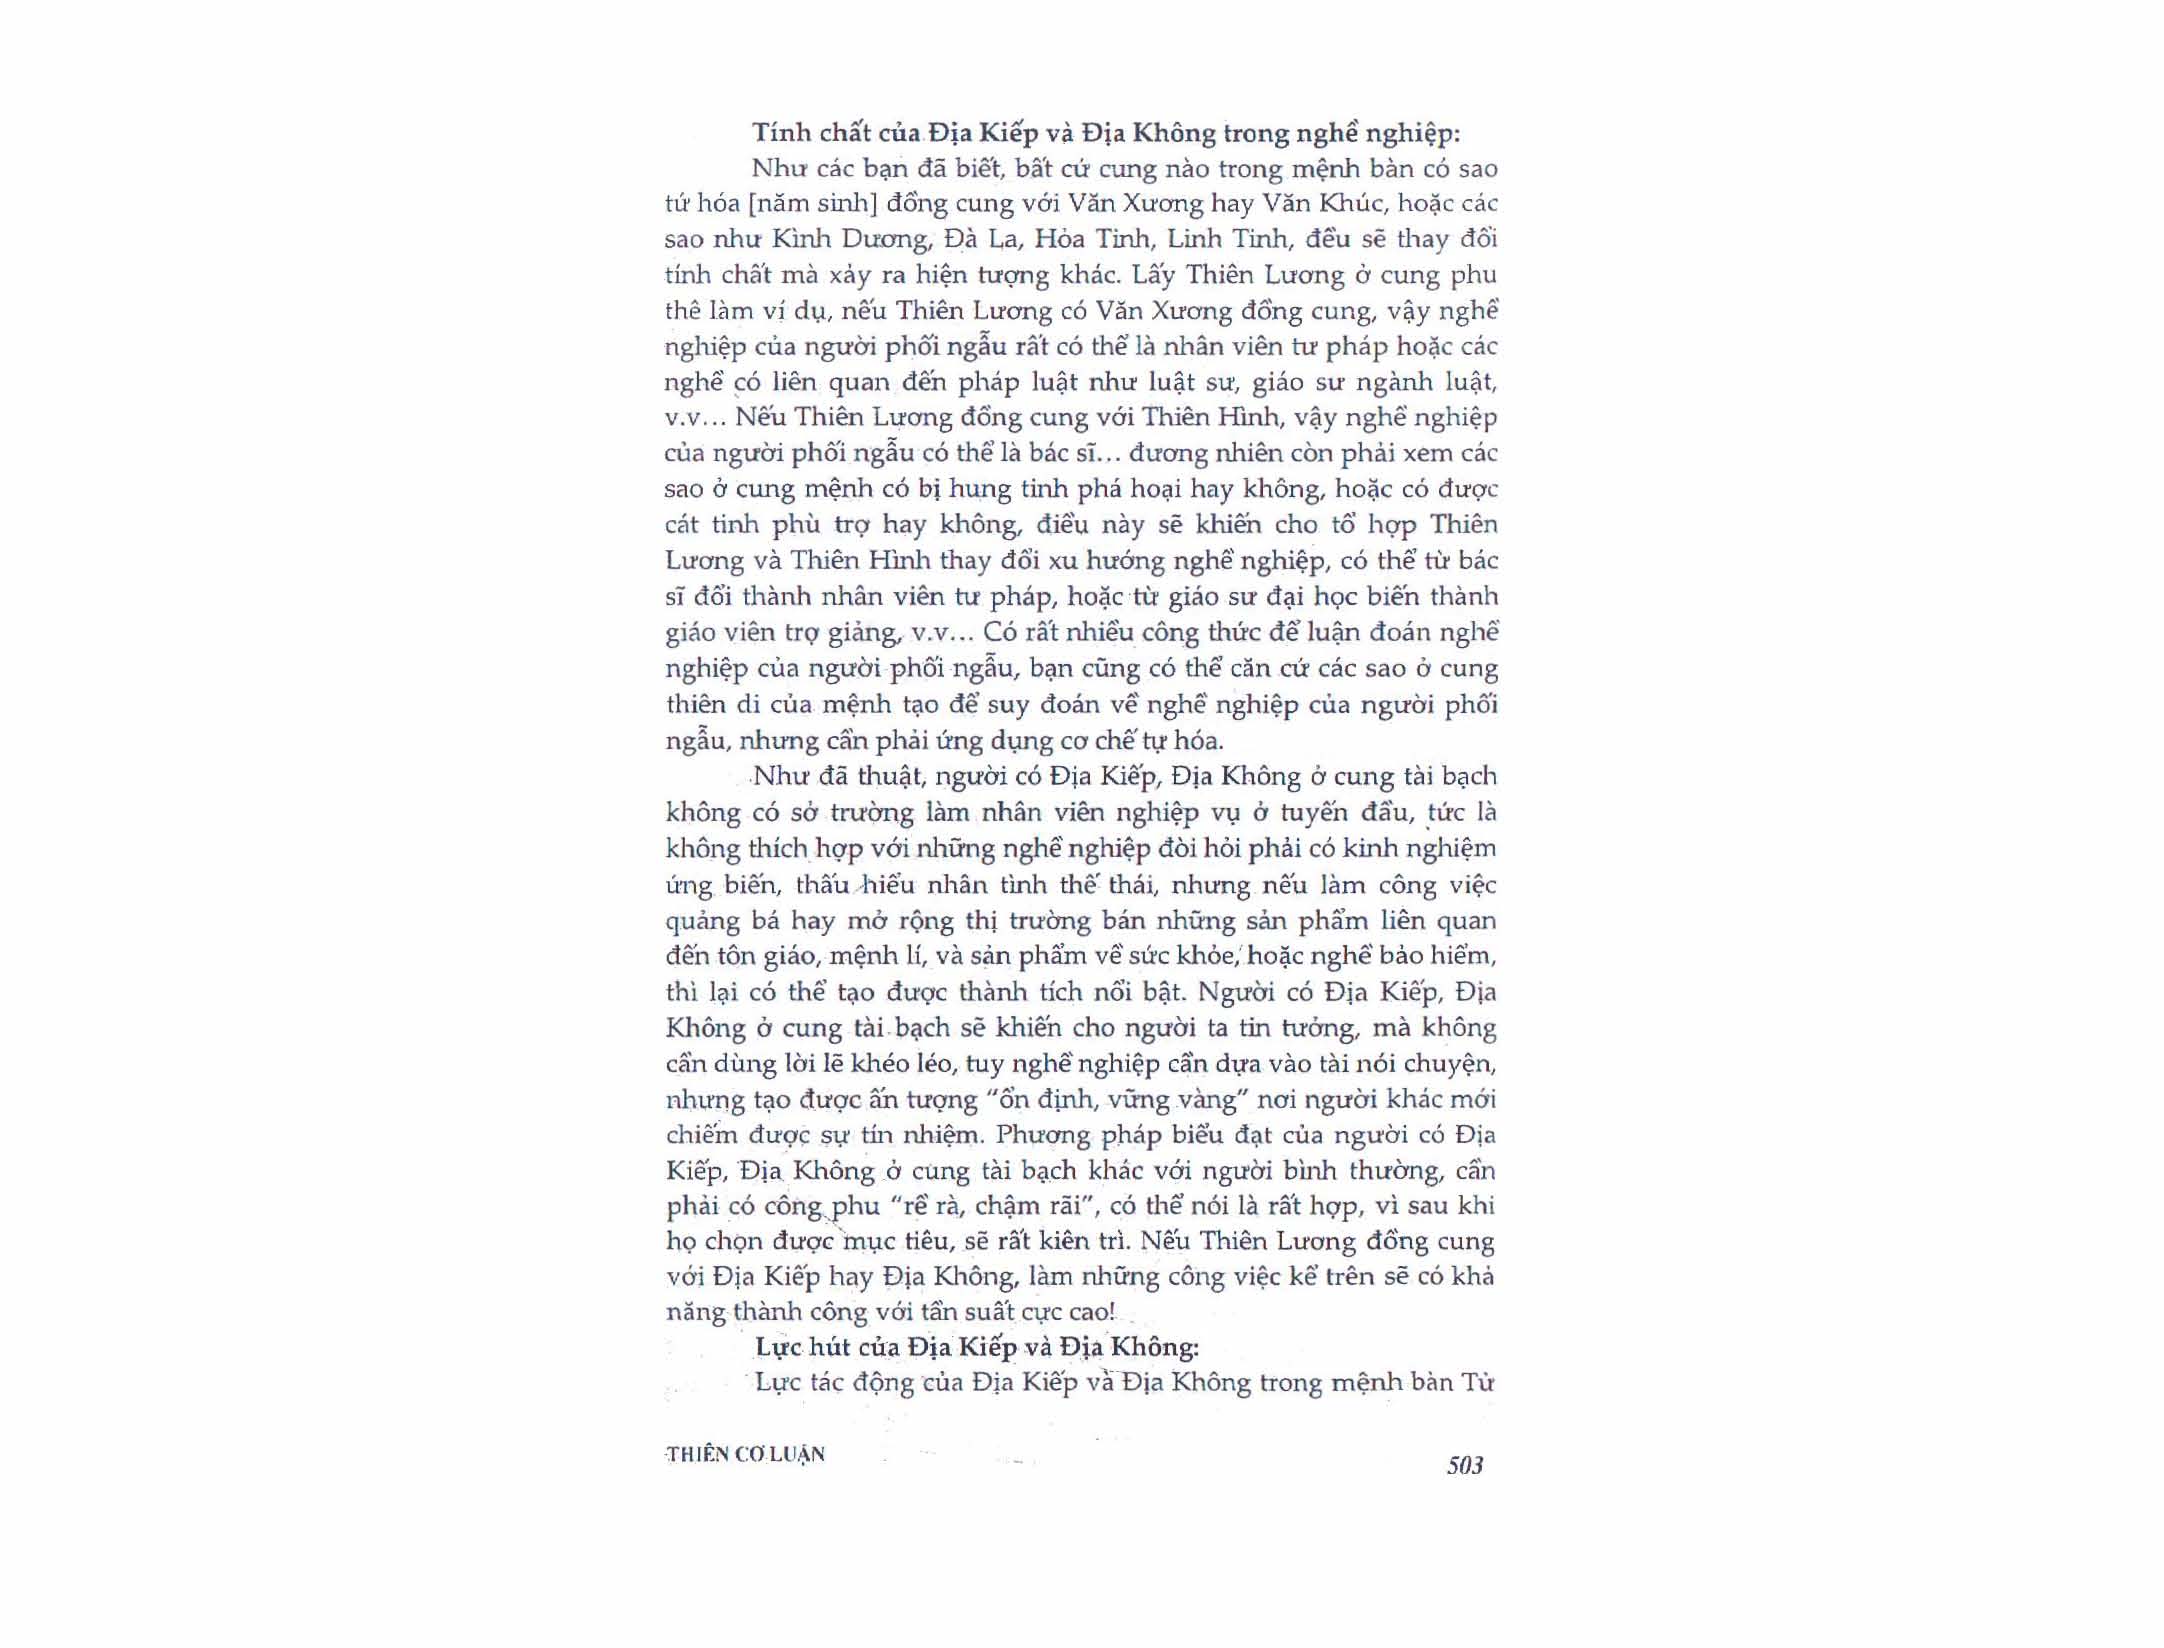 Tính chất của Địa Kiếp và Địa Không trong nghề nghiệp:
Như các bạn đã biết, bất cứ cung nào trong mệnh bàn có sao
tứ hóa [năm sinh] đồng cung với Văn Xương hay Văn Khúc, hoặc các
sao như Kình Dương, Đà La, Hỏa Tinh, Linh Tinh, đều sẽ thay đổi
tính chất mà xảy ra hiện tượng khác. Lấy Thiên Lương ở cung phu
thê làm ví dụ, nếu Thiên Lương có Văn Xương đồng cung, vậy nghề
nghiệp của người phối ngẫu rất có thể là nhân viên tư pháp hoặc các
nghề có liên quan đến pháp luật như luật sư, giáo sư ngành luật,
v.v... Nếu Thiên Lương đồng cung với Thiên Hình, vậy nghề nghiệp
của người phối ngẫu có thể là bác sĩ... đương nhiên còn phải xem các
sao ở cung mệnh có bị hung tinh phá hoại hay không, hoặc có được
cát tinh phù trợ hay không, điều này sẽ khiến cho tổ hợp Thiên
Lương và Thiên Hình thay đổi xu hướng nghề nghiệp, có thể từ bác
sĩ đổi thành nhân viên tư pháp, hoặc từ giáo sư đại học biến thành
giáo viên trợ giảng, v.v... Có rất nhiều công thức để luận đoán nghề
nghiệp của người phối ngẫu, bạn cũng có thể căn cứ các sao ở cung
thiên di của mệnh tạo để suy đoán về nghề nghiệp của người phối
ngẫu, nhưng cần phải ứng dụng cơ chế tự hóa.
Như đã thuật, người có Địa Kiếp, Địa Không ở cung tài bạch
không có sở trường làm nhân viên nghiệp vụ ở tuyến đầu, tức là
không thích hợp với những nghề nghiệp đòi hỏi phải có kinh nghiệm
ứng biến, thấu hiểu nhân tình thế thái, nhưng nếu làm công việc
quảng bá hay mở rộng thị trường bán những sản phẩm liên quan
đến tôn giáo, mệnh lí, và sản phẩm về sức khỏe, hoặc nghề bảo hiểm,
thì lại có thể tạo được thành tích nổi bật. Người có Địa Kiếp, Địa
Không ở cung tài bạch sẽ khiến cho người ta tin tưởng, mà không
cần dùng lời lẽ khéo léo, tuy nghề nghiệp cần dựa vào tài nói chuyện,
nhưng tạo được ấn tượng "ổn định, vững vàng" nơi người khác mới
chiếm được sự tín nhiệm. Phương pháp biểu đạt của người có Địa
Kiếp, Địa Không ở cung tài bạch khác với người bình thường, cần
phải có công phu "rề rà, chậm rãi", có thể nói là rất hợp, vì sau khi
họ chọn được mục tiêu, sẽ rất kiên trì. Nếu Thiên Lương đồng cung
với Địa Kiếp hay Địa Không, làm những công việc kể trên sẽ có khả
năng thành công với tần suất cực cao!
Lực hút của Địa Kiếp và Địa Không:
Lực tác động của Địa Kiếp và Địa Không trong mệnh bàn Tử
THIÊN CƠ LUẬN
503